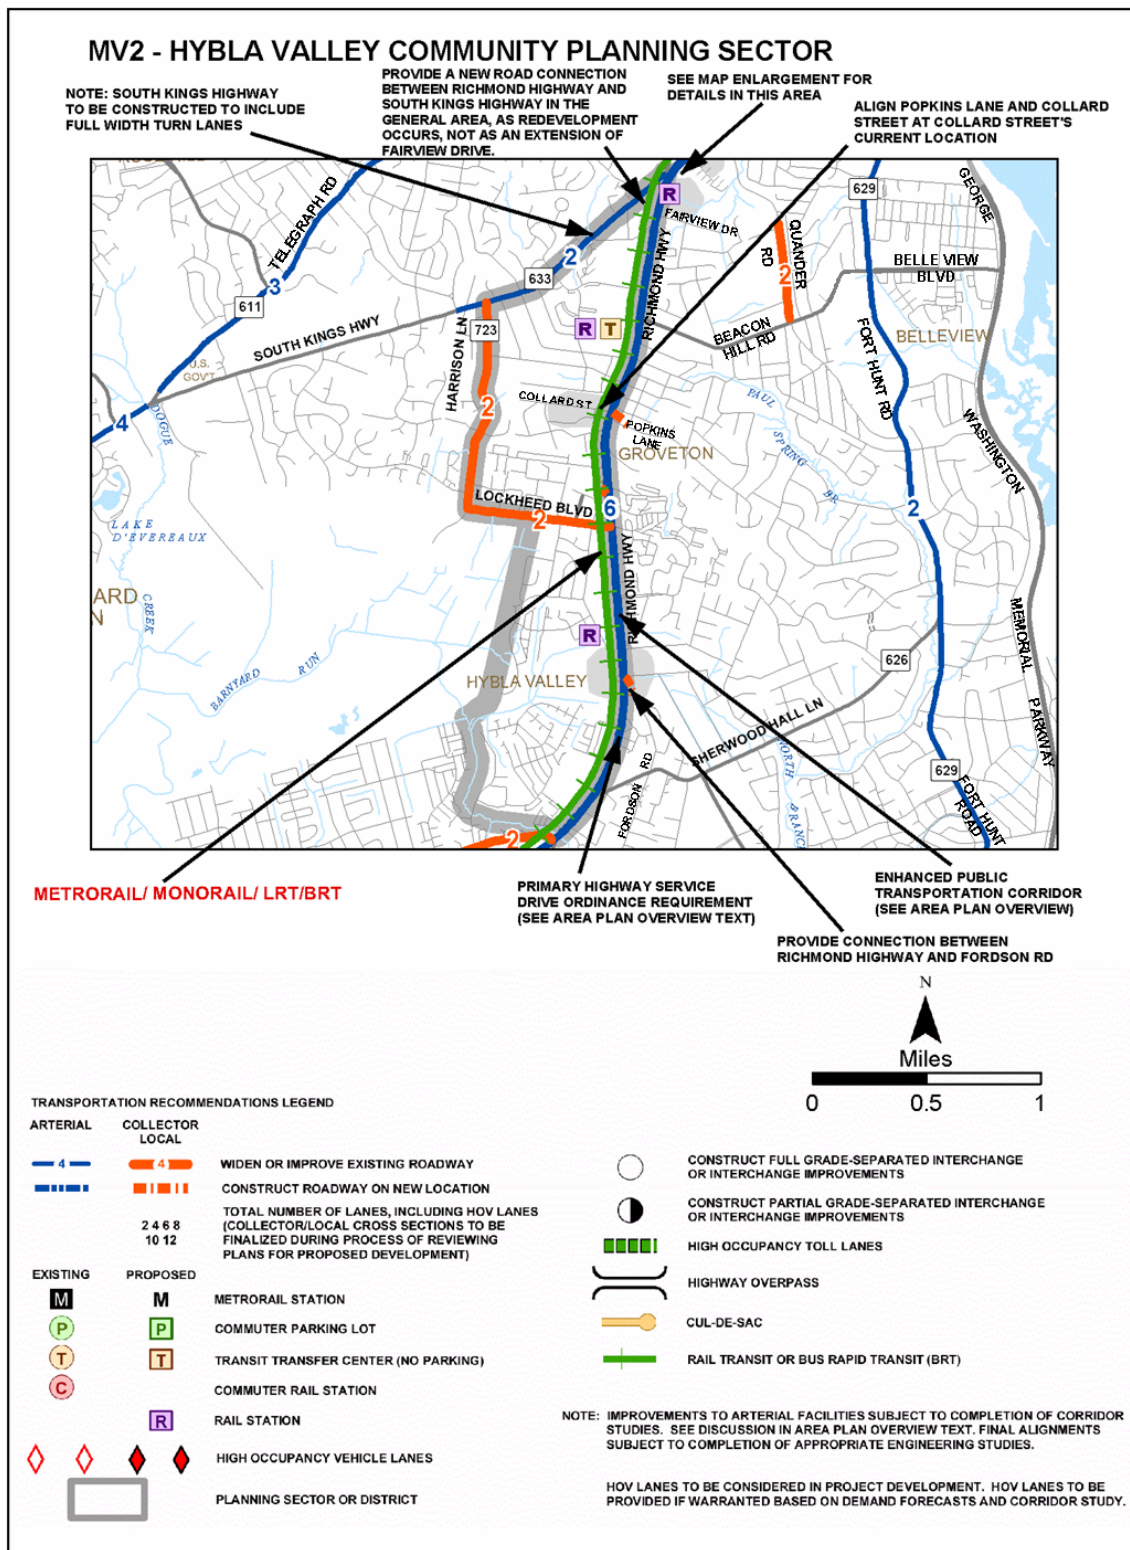 MV2 - HYBLA VALLEY COMMUNITY PLANNING SECTOR
NOTE: SOUTH KINGS HIGHWAY
TO BE CONSTRUCTED TO INCLUDE
FULL WIDTH TURN LANES
PROVIDE A NEW ROAD CONNECTION
BETWEEN RICHMOND HIGHWAY AND
SOUTH KINGS HIGHWAY IN THE
GENERAL AREA, AS REDEVELOPMENT
OCCURS, NOT AS AN EXTENSION OF
FAIRVIEW DRIVE.
SEE MAP ENLARGEMENT FOR
DETAILS IN THIS AREA
ALIGN POPKINS LANE AND COLLARD
STREET AT COLLARD STREET'S
CURRENT LOCATION
TELEGRAPH RD
3
611
SOUTH KINGS HWY
U.S.
GOV'T
4
DOGUE
CREEK
LAKE
D'EVEREAUX
ARD
N
BARNYARD RUN
633
2
HARRISON LN
723
2
LOCKHEED BLVD
2
R
FAIRVIEW DR
RICHMOND HWY
R
T
COLLARD ST
POPKINS
LANE
GROVETON
6
RICHMOND HWY
R
HYBLA VALLEY
2
FORDSON RD
SHERWOOD HALL LN
626
NORTH
BRANCH
QUANDER
RD
2
BEACON
HILL RD
BELLE VIEW
BLVD
BELLEVIEW
629
FORT HUNT RD
2
PAUL
SPRING
BR
GEORGE
WASHINGTON
MEMORIAL
PARKWAY
629
FORT HUNT
ROAD
METRORAIL/ MONORAIL/ LRT/BRT
PRIMARY HIGHWAY SERVICE
DRIVE ORDINANCE REQUIREMENT
(SEE AREA PLAN OVERVIEW TEXT)
ENHANCED PUBLIC
TRANSPORTATION CORRIDOR
(SEE AREA PLAN OVERVIEW)
PROVIDE CONNECTION BETWEEN
RICHMOND HIGHWAY AND FORDSON RD
N
Miles
0 0.5 1
TRANSPORTATION RECOMMENDATIONS LEGEND
ARTERIAL
COLLECTOR
LOCAL
4 4 WIDEN OR IMPROVE EXISTING ROADWAY
CONSTRUCT ROADWAY ON NEW LOCATION
2 4 6 8
10 12
TOTAL NUMBER OF LANES, INCLUDING HOV LANES
(COLLECTOR/LOCAL CROSS SECTIONS TO BE
FINALIZED DURING PROCESS OF REVIEWING
PLANS FOR PROPOSED DEVELOPMENT)
EXISTING PROPOSED
M M METRORAIL STATION
P P COMMUTER PARKING LOT
T T TRANSIT TRANSFER CENTER (NO PARKING)
C COMMUTER RAIL STATION
R RAIL STATION
HIGH OCCUPANCY VEHICLE LANES
PLANNING SECTOR OR DISTRICT
CONSTRUCT FULL GRADE-SEPARATED INTERCHANGE
OR INTERCHANGE IMPROVEMENTS
CONSTRUCT PARTIAL GRADE-SEPARATED INTERCHANGE
OR INTERCHANGE IMPROVEMENTS
HIGH OCCUPANCY TOLL LANES
HIGHWAY OVERPASS
CUL-DE-SAC
RAIL TRANSIT OR BUS RAPID TRANSIT (BRT)
NOTE: IMPROVEMENTS TO ARTERIAL FACILITIES SUBJECT TO COMPLETION OF CORRIDOR
STUDIES. SEE DISCUSSION IN AREA PLAN OVERVIEW TEXT. FINAL ALIGNMENTS
SUBJECT TO COMPLETION OF APPROPRIATE ENGINEERING STUDIES.
HOV LANES TO BE CONSIDERED IN PROJECT DEVELOPMENT. HOV LANES TO BE
PROVIDED IF WARRANTED BASED ON DEMAND FORECASTS AND CORRIDOR STUDY.